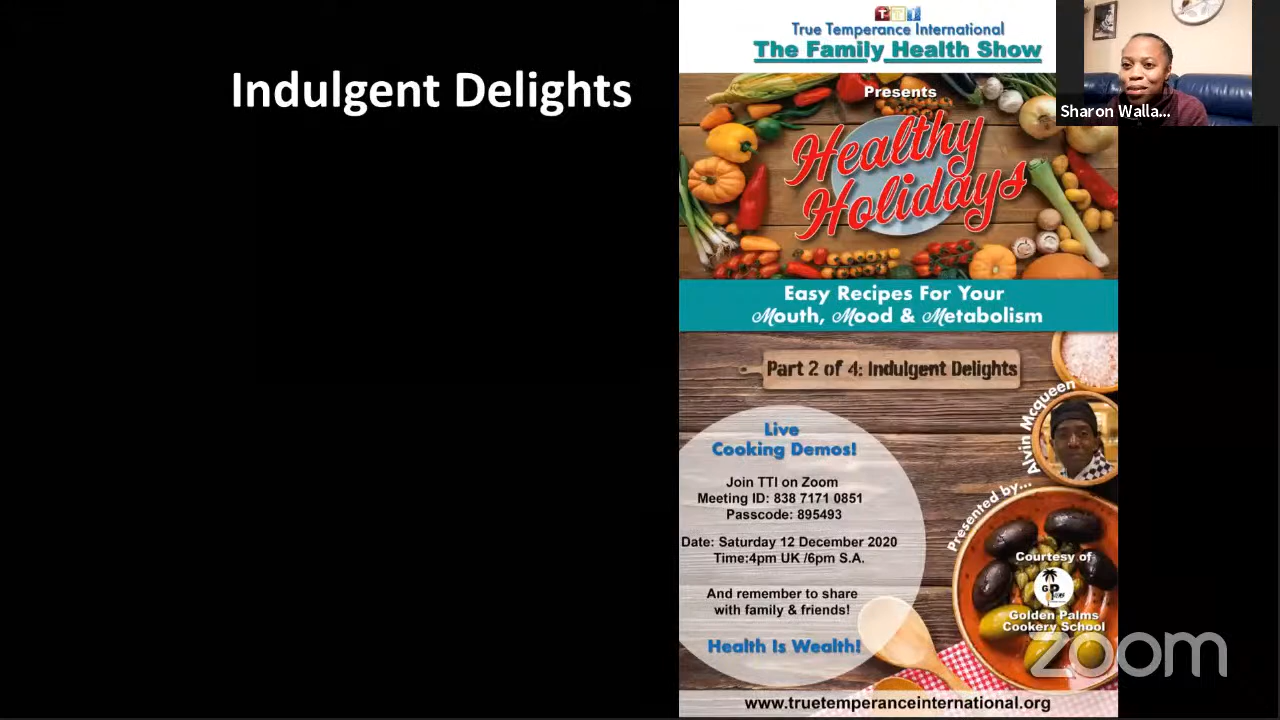 Indulgent Delights
TTI
True Temperance International
The Family Health Show
Presents
Healthy
Holidays
Easy Recipes For Your
Mouth, Mood & Metabolism
Part 2 of 4: Indulgent Delights
Live
Cooking Demos!
Join TTI on Zoom
Meeting ID: 838 7171 0851
Passcode: 895493
Date: Saturday 12 December 2020
Time:4pm UK /6pm S.A.
And remember to share
with family & friends!
Health Is Wealth!
Presented by...
Alvin Mcqueen
Courtesy of
GP
Golden Palms
Cookery School
www.truetemperanceinternational.org
Sharon Walla...
zoom